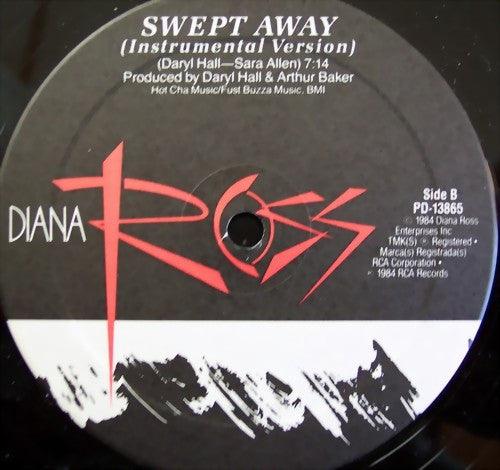 SWEPT AWAY
(Instrumental Version)
(Daryl Hall—Sara Allen) 7:14
Produced by Daryl Hall & Arthur Baker
Hot Cha Music/Fust Buzza Music, BMI
DIANA
ROSS
Side B
PD-13865
© 1984 Diana Ross
Enterprises Inc
TMK(S) ® Registered •
Marca(s) Registrada(s)
RCA Corporation •
℗ 1984 RCA Records